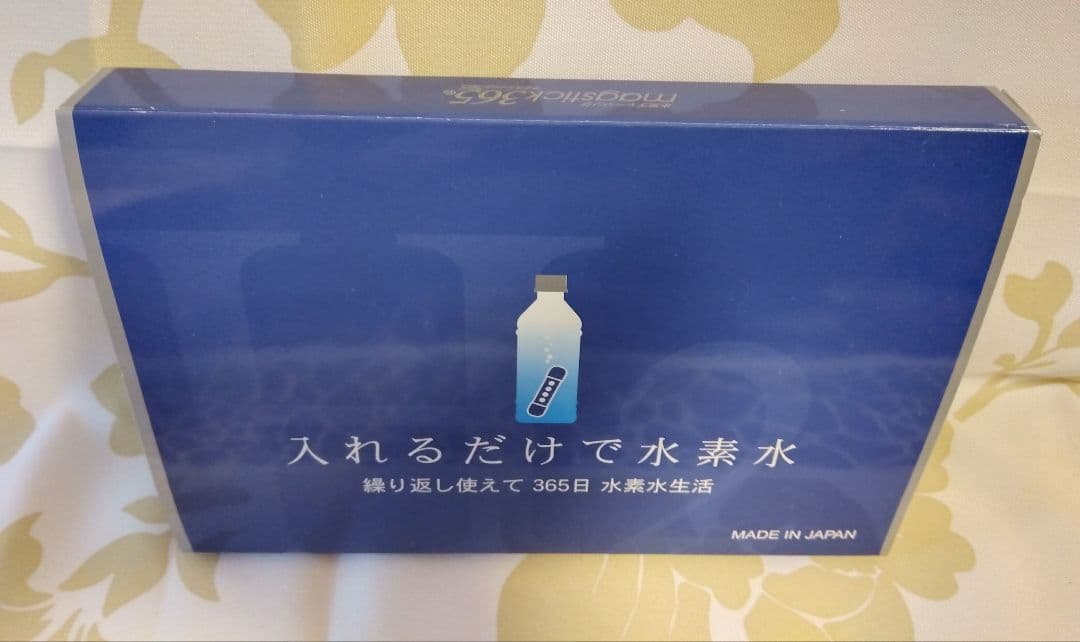 magstick365®
入れるだけで水素水
繰り返し使えて 365日 水素水生活
MADE IN JAPAN